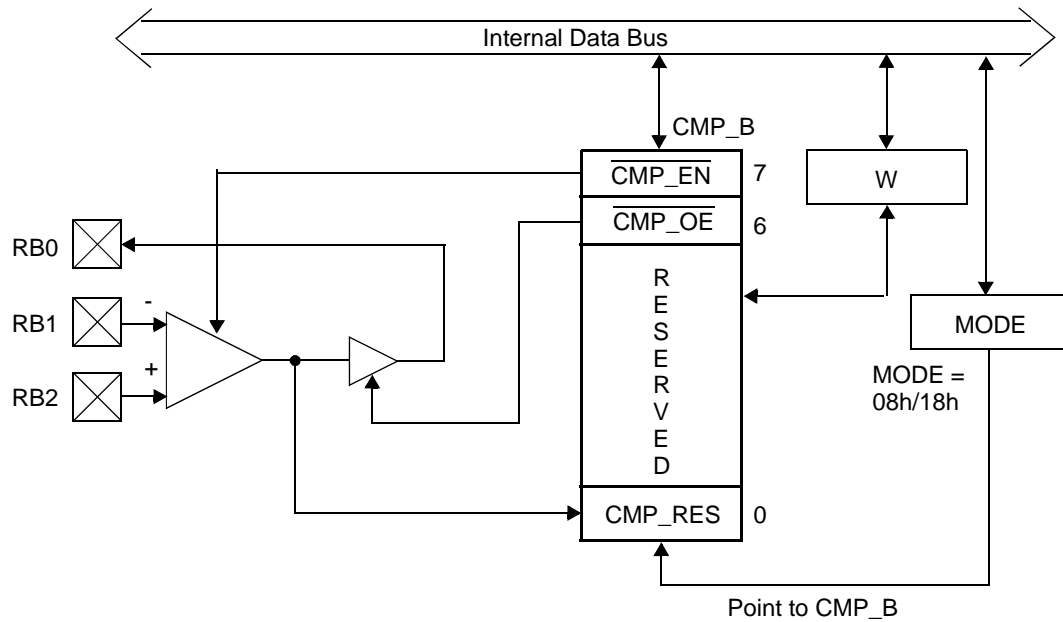 Internal Data Bus
CMP_B
CMP_EN
7
W
CMP_OE
6
RB0
R
E
S
E
R
V
E
D
-
RB1
MODE
+
RB2
MODE =
08h/18h
CMP_RES
0
Point to CMP_B